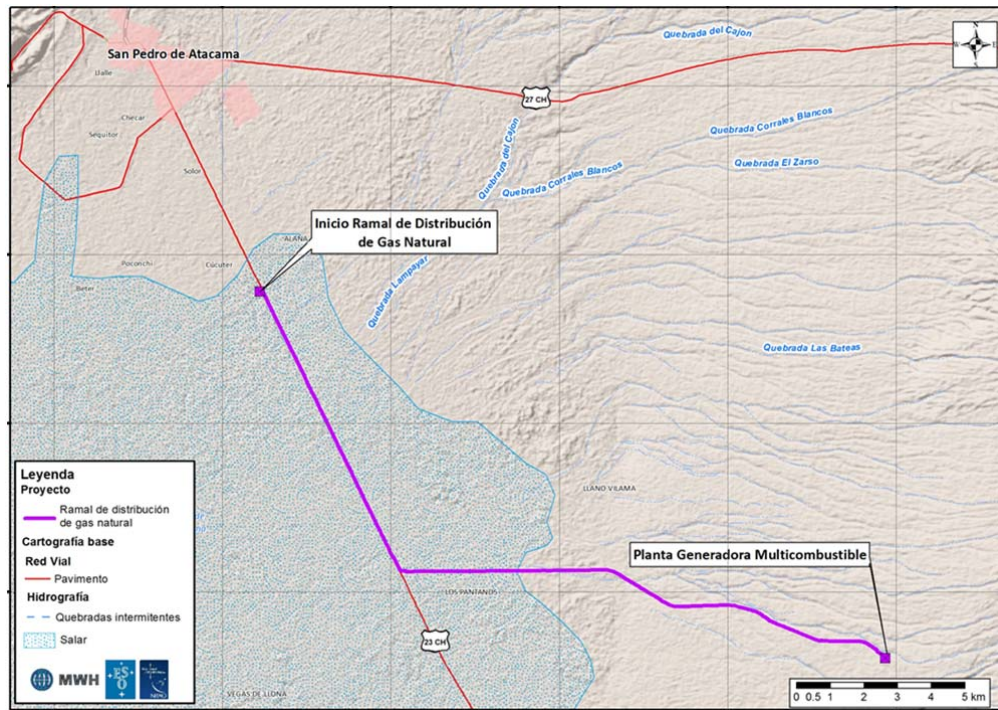 Quebrada del Cajon
San Pedro de Atacama
Llalle
27 CH
Checar
Quebrada Corrales Blancos
Sequitor
Quebrada del Cajon
Quebrada El Zarso
Solor
Quebrada Corrales Blancos
Inicio Ramal de Distribución
de Gas Natural
ALANA
Poconchi
Cúcuter
Beter
Quebrada Lampayar
Quebrada Las Bateas
Leyenda
Proyecto
Ramal de distribución
de gas natural
Cartografía base
Red Vial
Pavimento
Hidrografía
Quebradas intermitentes
Salar
MWH
ESO
LLANO VILAMA
Planta Generadora Multicombustible
LOS PANTANOS
23 CH
VEGAS DE LLONA
0 0.5 1 2 3 4 5 km